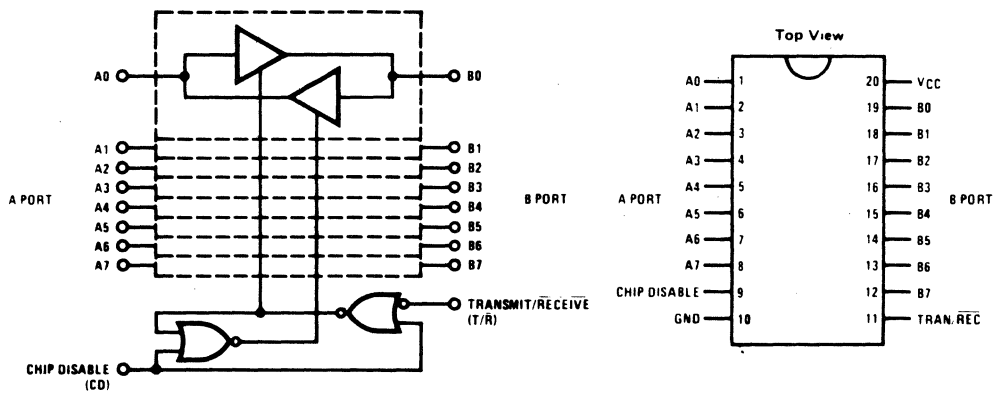 A0
B0
A1
B1
A2
B2
A3
B3
A4
B4
A5
B5
A6
B6
A7
B7
A PORT
B PORT
TRANSMIT/R̅E̅C̅E̅I̅V̅E̅
(T/R̅)
CHIP DISABLE
(CD)
Top View
A0 1 20 VCC
A1 2 19 B0
A2 3 18 B1
A3 4 17 B2
A4 5 16 B3
A PORT
B PORT
A5 6 15 B4
A6 7 14 B5
A7 8 13 B6
CHIP DISABLE 9 12 B7
GND 10 11 TRAN/R̅E̅C̅